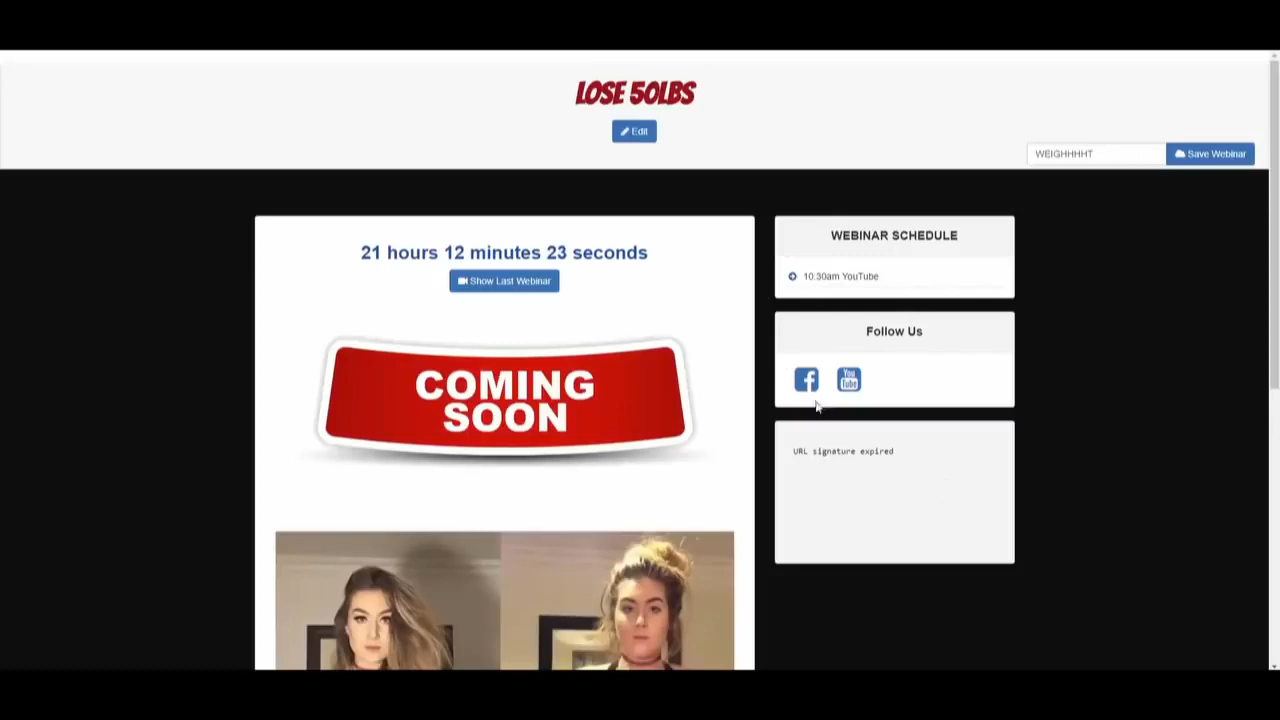 LOSE 50LBS
Edit
WEIGHHHHT
Save Webinar
21 hours 12 minutes 23 seconds
Show Last Webinar
COMING
SOON
WEBINAR SCHEDULE
10:30am YouTube
Follow Us
You
Tube
URL signature expired